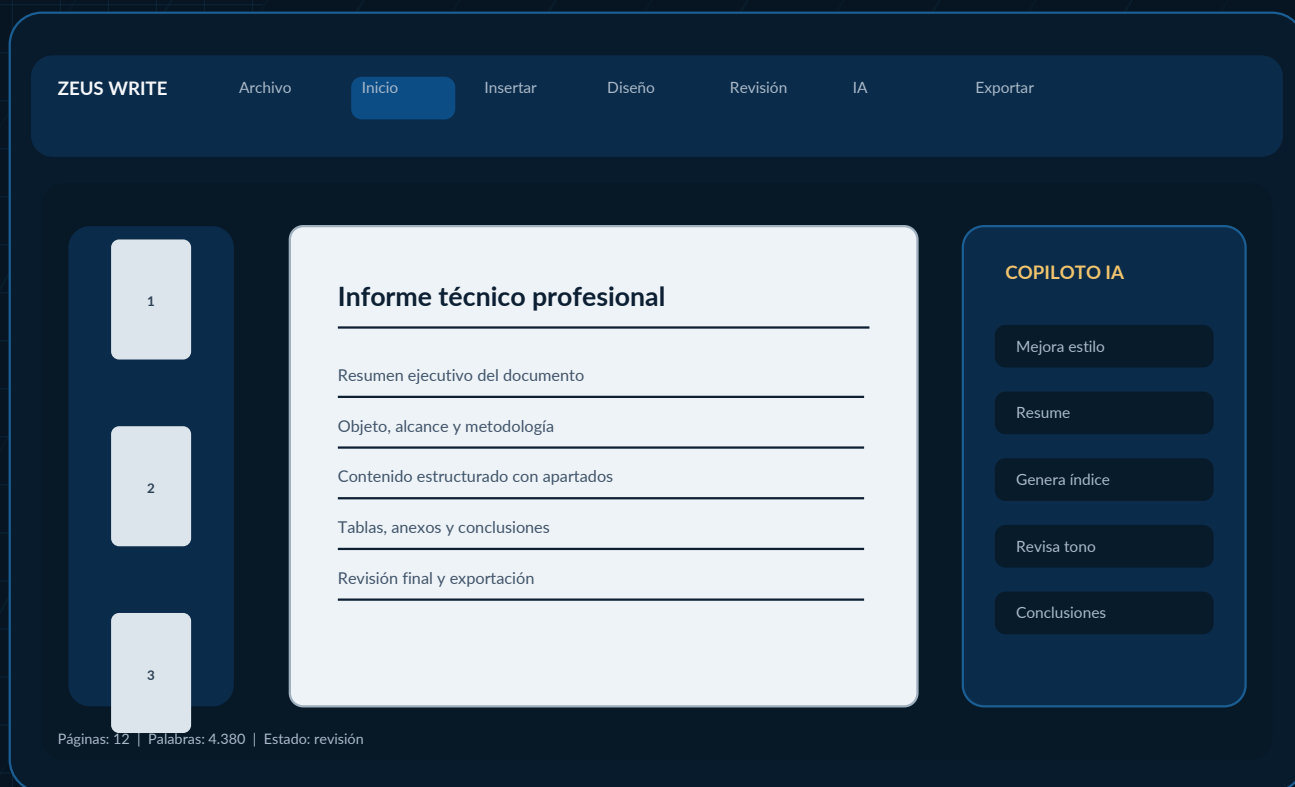 ZEUS WRITE
Archivo
Inicio
Insertar
Diseño
Revisión
IA
Exportar
1
2
3
Informe técnico profesional
Resumen ejecutivo del documento
Objeto, alcance y metodología
Contenido estructurado con apartados
Tablas, anexos y conclusiones
Revisión final y exportación
COPILOTO IA
Mejora estilo
Resume
Genera índice
Revisa tono
Conclusiones
Páginas: 12 | Palabras: 4.380 | Estado: revisión